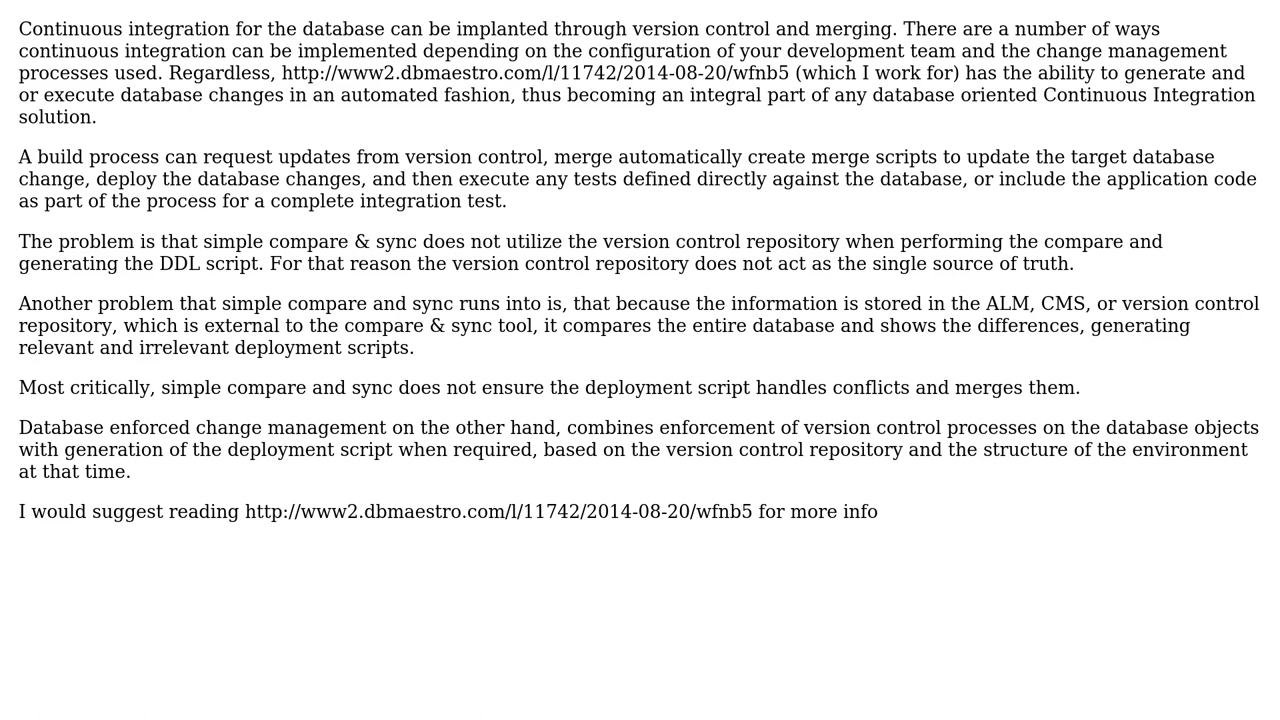 Continuous integration for the database can be implanted through version control and merging. There are a number of ways
continuous integration can be implemented depending on the configuration of your development team and the change management
processes used. Regardless, http://www2.dbmaestro.com/l/11742/2014-08-20/wfnb5 (which I work for) has the ability to generate and
or execute database changes in an automated fashion, thus becoming an integral part of any database oriented Continuous Integration
solution.
A build process can request updates from version control, merge automatically create merge scripts to update the target database
change, deploy the database changes, and then execute any tests defined directly against the database, or include the application code
as part of the process for a complete integration test.
The problem is that simple compare & sync does not utilize the version control repository when performing the compare and
generating the DDL script. For that reason the version control repository does not act as the single source of truth.
Another problem that simple compare and sync runs into is, that because the information is stored in the ALM, CMS, or version control
repository, which is external to the compare & sync tool, it compares the entire database and shows the differences, generating
relevant and irrelevant deployment scripts.
Most critically, simple compare and sync does not ensure the deployment script handles conflicts and merges them.
Database enforced change management on the other hand, combines enforcement of version control processes on the database objects
with generation of the deployment script when required, based on the version control repository and the structure of the environment
at that time.
I would suggest reading http://www2.dbmaestro.com/l/11742/2014-08-20/wfnb5 for more info